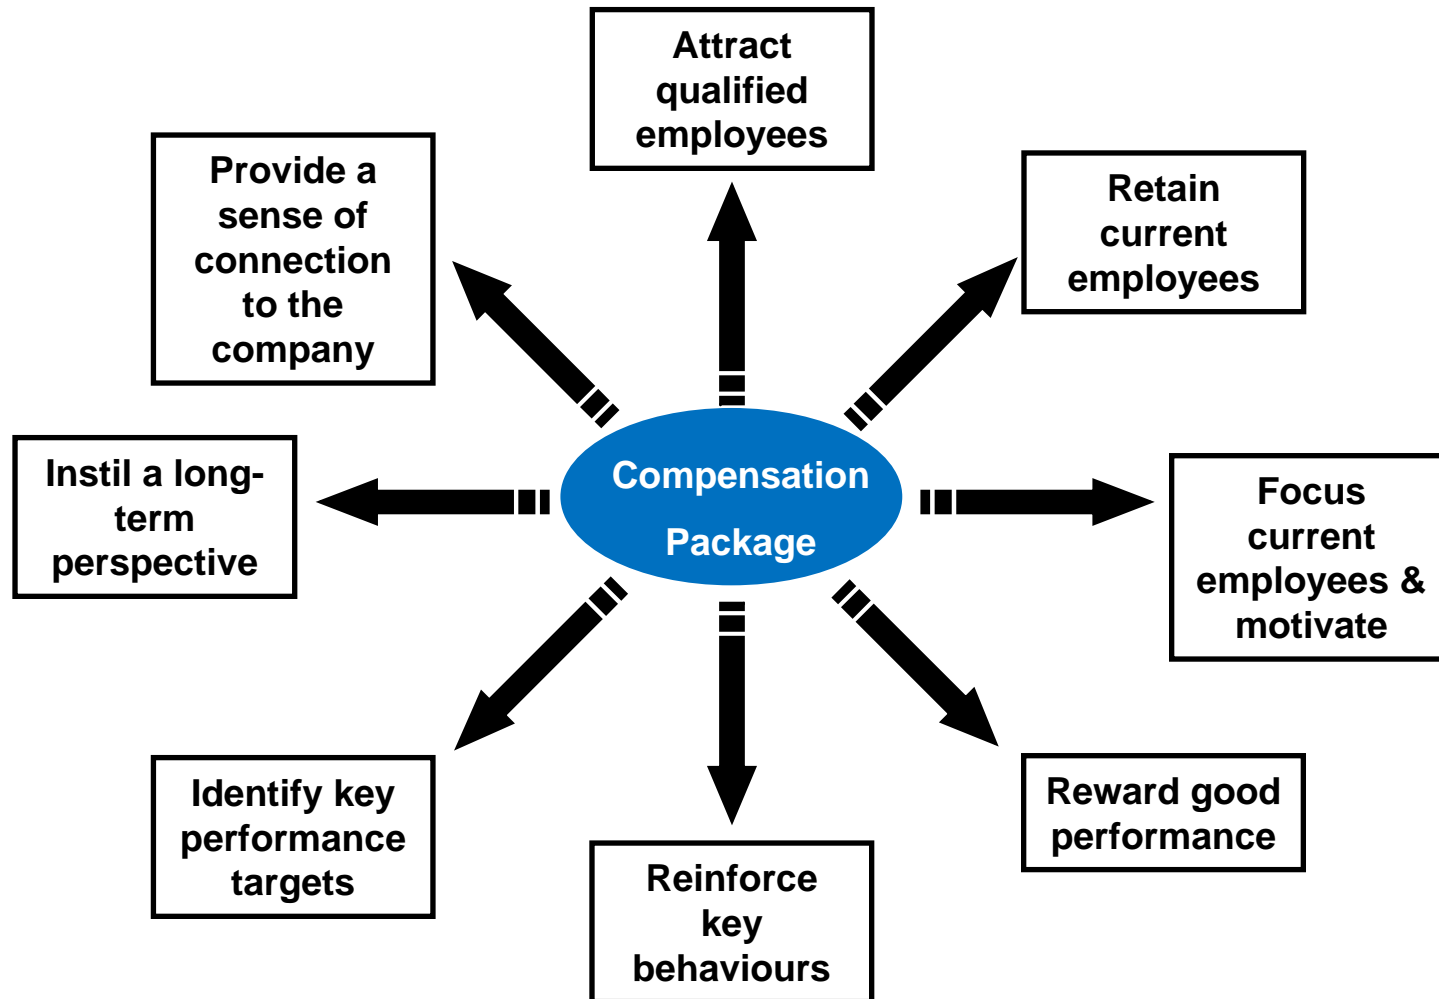 Attract
qualified
employees
Provide a
sense of
connection
to the
company
Retain
current
employees
Compensation
Package
Instil a long-
term
perspective
Focus
current
employees &
motivate
Identify key
performance
targets
Reinforce
key
behaviours
Reward good
performance